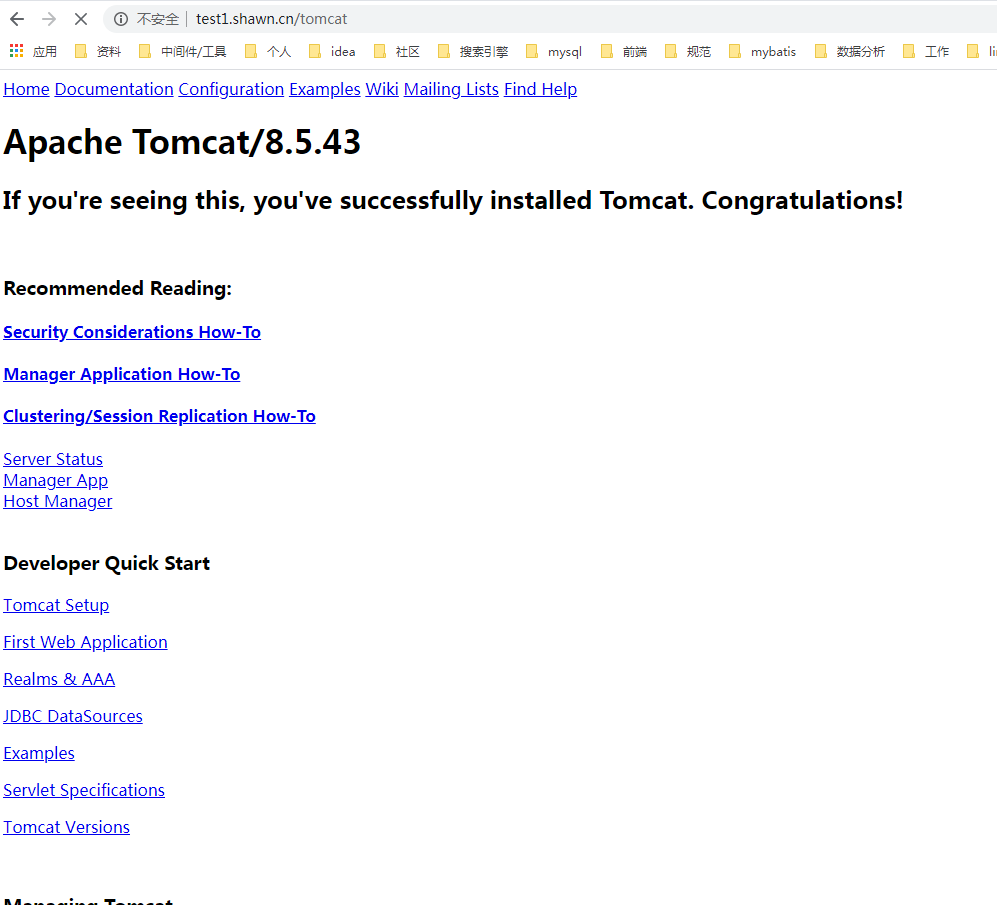 不安全 test1.shawn.cn/tomcat
应用 资料 中间件/工具 个人 idea 社区 搜索引擎 mysql 前端 规范 mybatis 数据分析 工作
Home Documentation Configuration Examples Wiki Mailing Lists Find Help
Apache Tomcat/8.5.43
If you're seeing this, you've successfully installed Tomcat. Congratulations!
Recommended Reading:
Security Considerations How-To
Manager Application How-To
Clustering/Session Replication How-To
Server Status
Manager App
Host Manager
Developer Quick Start
Tomcat Setup
First Web Application
Realms & AAA
JDBC DataSources
Examples
Servlet Specifications
Tomcat Versions
Managing Tomcat